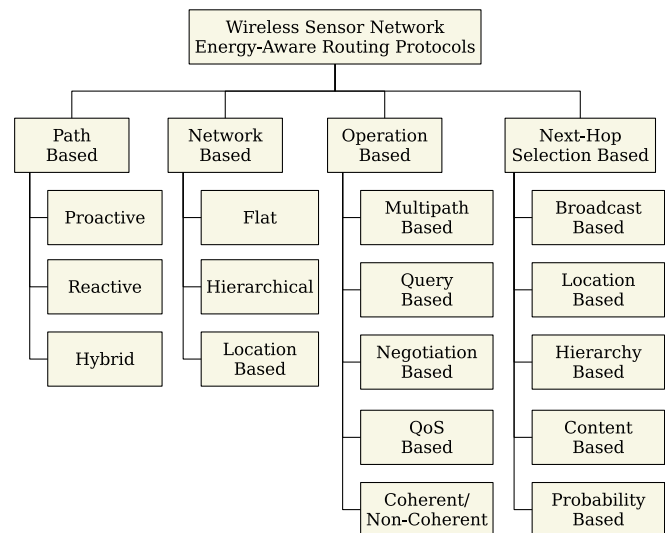 Wireless Sensor Network
Energy-Aware Routing Protocols
Path
Based
Network
Based
Operation
Based
Next-Hop
Selection Based
Proactive
Reactive
Hybrid
Flat
Hierarchical
Location
Based
Multipath
Based
Query
Based
Negotiation
Based
QoS
Based
Coherent/
Non-Coherent
Broadcast
Based
Location
Based
Hierarchy
Based
Content
Based
Probability
Based